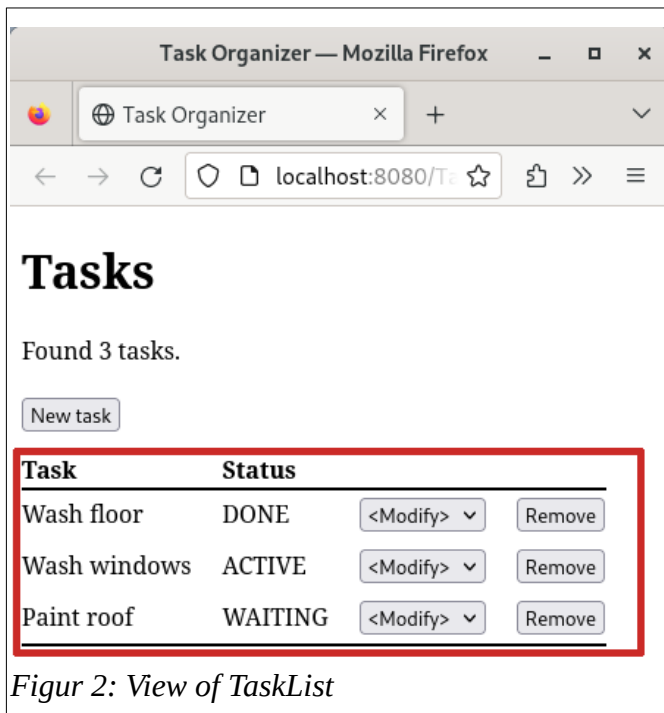 Task Organizer — Mozilla Firefox
Task Organizer
localhost:8080/Ta
Tasks
Found 3 tasks.
New task
Task Status
Wash floor DONE <Modify> Remove
Wash windows ACTIVE <Modify> Remove
Paint roof WAITING <Modify> Remove
Figur 2: View of TaskList